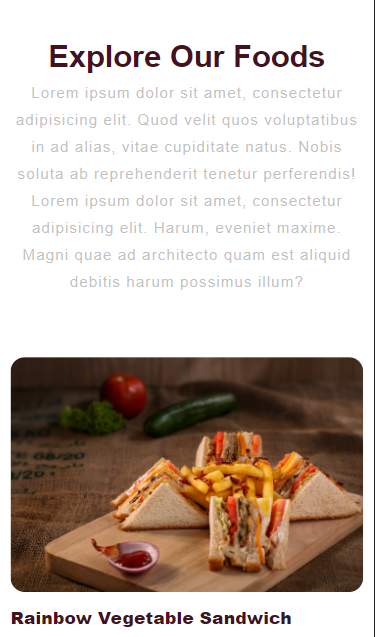 Explore Our Foods
Lorem ipsum dolor sit amet, consectetur
adipisicing elit. Quod velit quos voluptatibus
in ad alias, vitae cupiditate natus. Nobis
soluta ab reprehenderit tenetur perferendis!
Lorem ipsum dolor sit amet, consectetur
adipisicing elit. Harum, eveniet maxime.
Magni quae ad architecto quam est aliquid
debitis harum possimus illum?
08/20
Rainbow Vegetable Sandwich